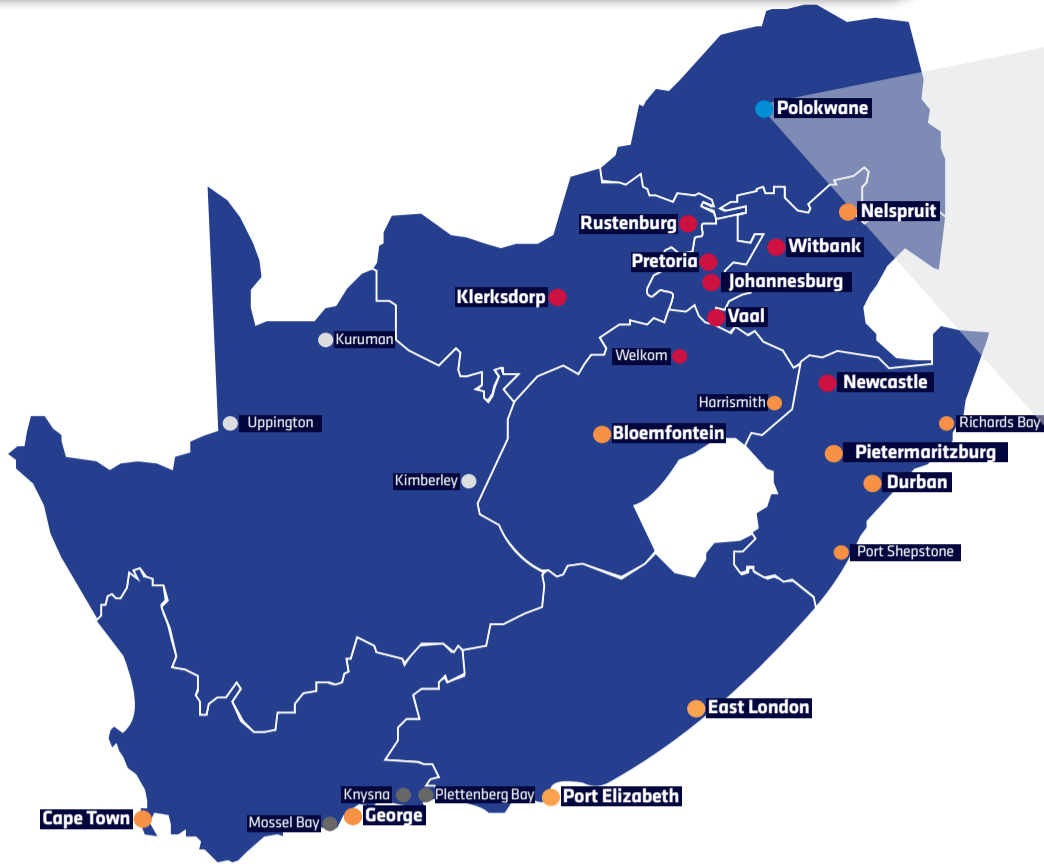 Polokwane
Nelspruit
Rustenburg
Witbank
Pretoria
Johannesburg
Klerksdorp
Vaal
Kuruman
Welkom
Newcastle
Harrismith
Uppington
Richards Bay
Bloemfontein
Pietermaritzburg
Kimberley
Durban
Port Shepstone
East London
Knysna
Plettenberg Bay
Port Elizabeth
Cape Town
Mossel Bay
George